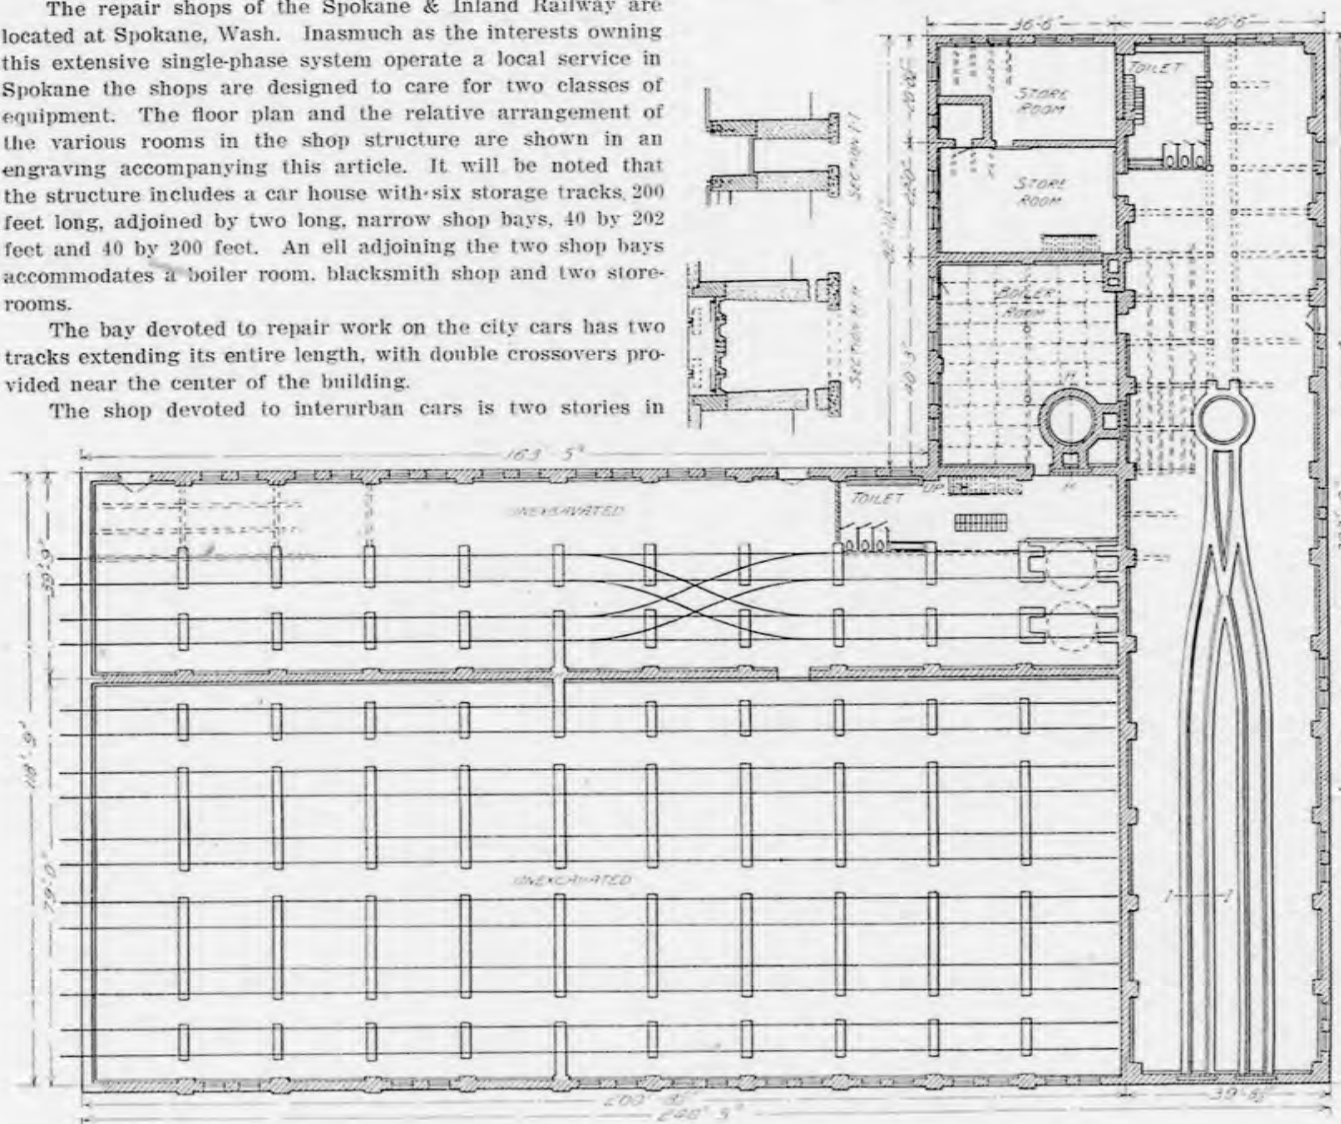 The repair shops of the Spokane & Inland Railway are
located at Spokane, Wash. Inasmuch as the interests owning
this extensive single-phase system operate a local service in
Spokane the shops are designed to care for two classes of
equipment. The floor plan and the relative arrangement of
the various rooms in the shop structure are shown in an
engraving accompanying this article. It will be noted that
the structure includes a car house with six storage tracks, 200
feet long, adjoined by two long, narrow shop bays, 40 by 202
feet and 40 by 200 feet. An ell adjoining the two shop bays
accommodates a boiler room, blacksmith shop and two store-
rooms.
The bay devoted to repair work on the city cars has two
tracks extending its entire length, with double crossovers pro-
vided near the center of the building.
The shop devoted to interurban cars is two stories in
36'-6"
40'-6"
TOILET
STORE
ROOM
STORE
ROOM
BOILER
ROOM
SECTION I-I
SECTION H-H
40'-3"
H
H
163'-5"
TOILET
UP
UNEXCAVATED
39'-9"
118'-9"
79'-0"
UNEXCAVATED
I
I